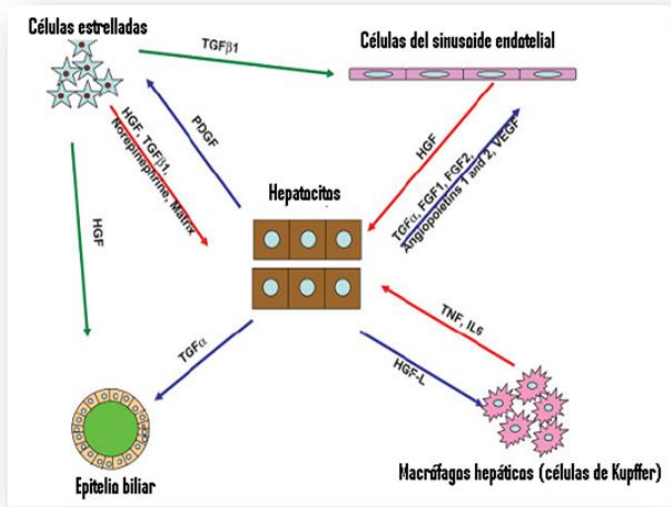 Células estrelladas
TGFβ1
Células del sinusoide endotelial
HGF, TGFβ1,
Norepinephrine, Matrix
PDGF
HGF
TGFα, FGF1, FGF2,
Angiopoietins 1 and 2, VEGF
Hepatocitos
HGF
TGFα
HGF-L
TNF, IL6
Epitelio biliar
Macrófagos hepáticos (células de Kupffer)